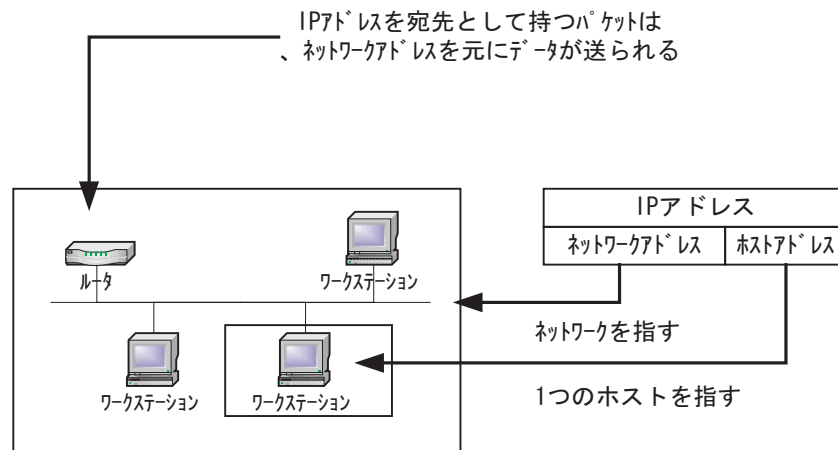 IPｱﾄﾞﾚｽを宛先として持つﾊﾟｹｯﾄは
、ﾈｯﾄﾜｰｸｱﾄﾞﾚｽを元にﾃﾞｰﾀが送られる
IPアドレス
ﾈｯﾄﾜｰｸｱﾄﾞﾚｽ
ﾎｽﾄｱﾄﾞﾚｽ
ﾙｰﾀ
ﾜｰｸｽﾃｰｼｮﾝ
ﾈｯﾄﾜｰｸを指す
ﾜｰｸｽﾃｰｼｮﾝ
ﾜｰｸｽﾃｰｼｮﾝ
1つのホストを指す